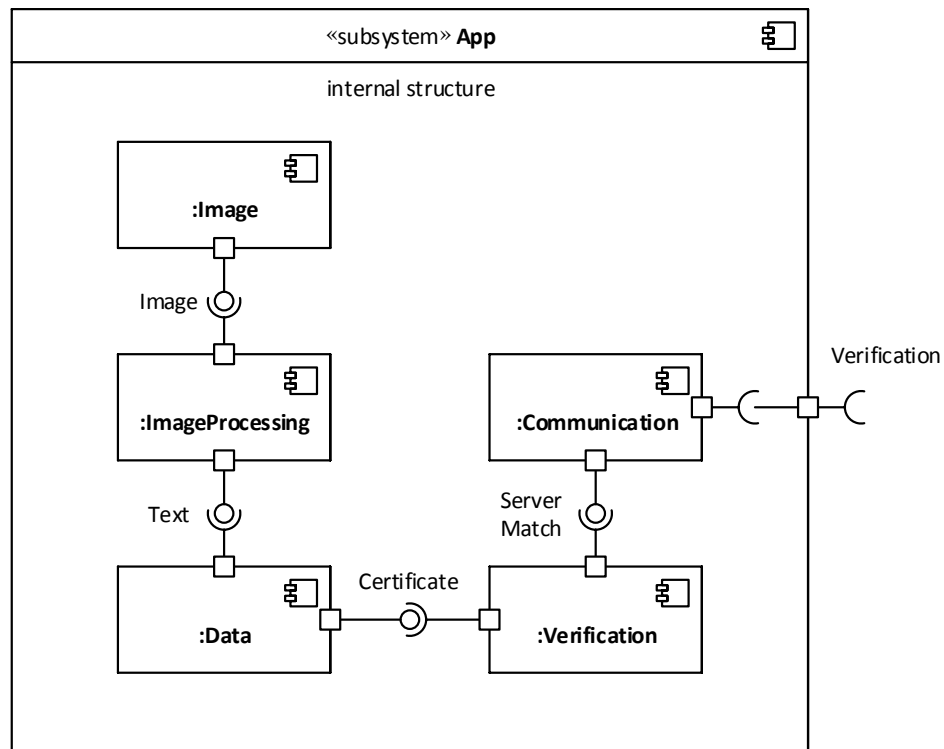 «subsystem» App
internal structure
:Image
Image
:ImageProcessing
:Communication
Verification
Text
Server
Match
:Data
Certificate
:Verification